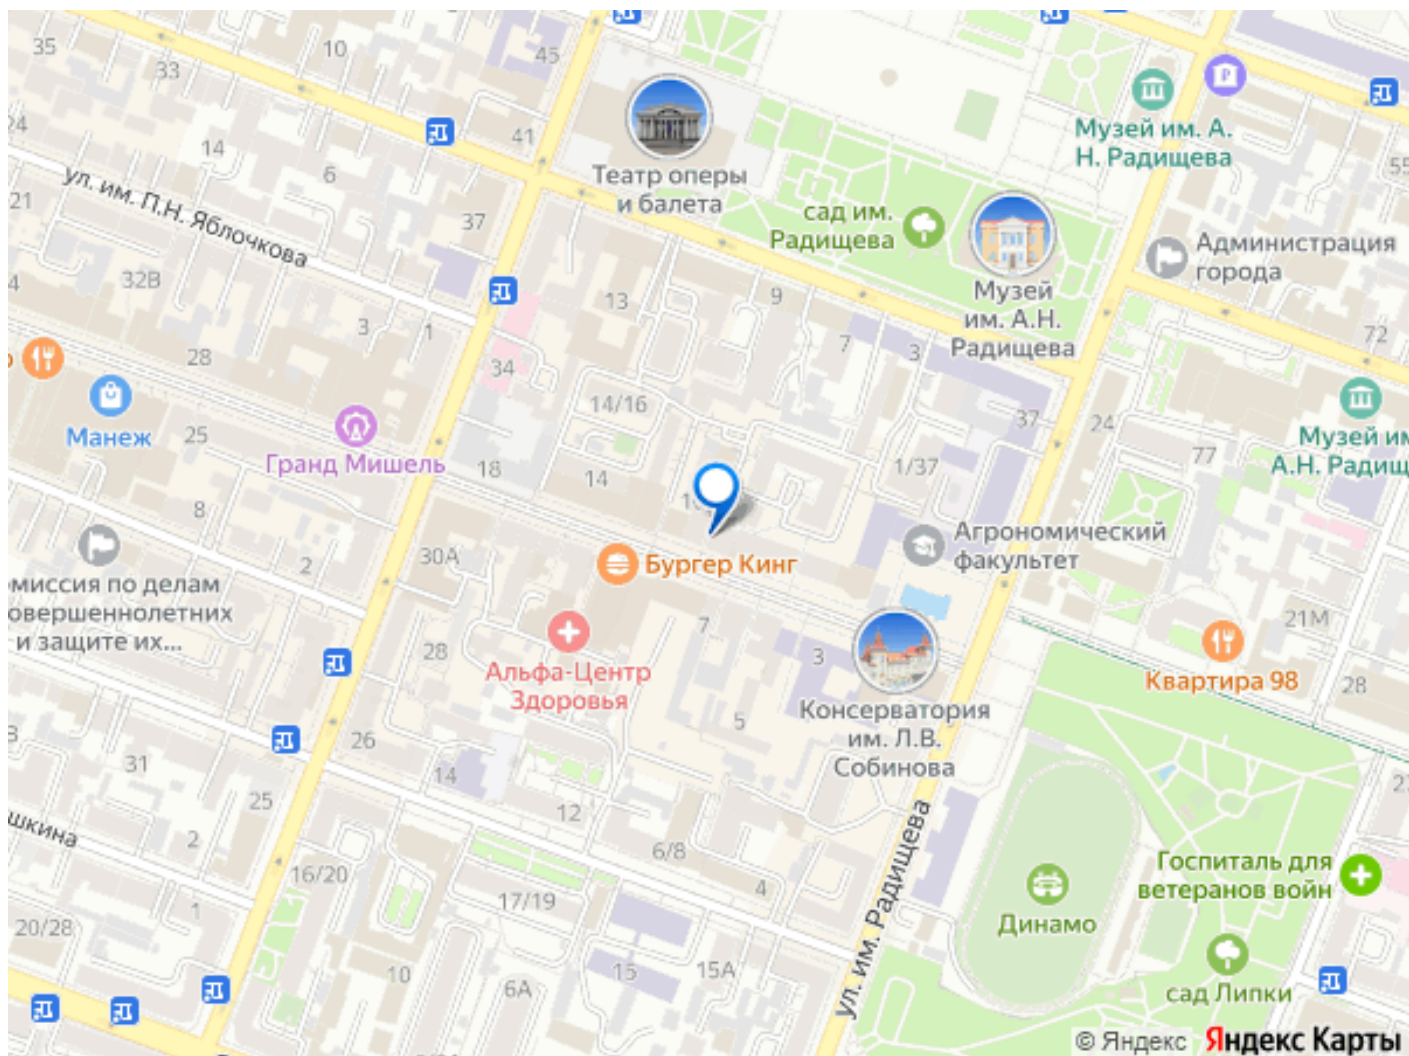 35
10
33
45
24
14
41
6
ул. им. П.Н. Яблочкова
21
37
Театр оперы
и балета
сад им.
Радищева
Музей им. А.
Н. Радищева
55
Администрация
города
32В
4
13
9
Музей
им. А.Н.
Радищева
3
1
7
3
72
28
34
14/16
Манеж
25
Гранд Мишель
18
14
1/37
37
24
77
Музей им
А.Н. Радищ
8
2
30А
Бургер Кинг
Агрономический
факультет
омиссия по делам
овершеннолетних
и защите их...
28
Альфа-Центр
Здоровья
7
3
5
Консерватория
им. Л.В.
Собинова
21М
Квартира 98
28
31
26
14
25
12
шкина
2
6/8
4
16/20
17/19
1
20/28
10
6А
15
15А
ул. им. Радищева
Госпиталь для
ветеранов войн
Динамо
сад Липки
© Яндекс Яндекс Карты